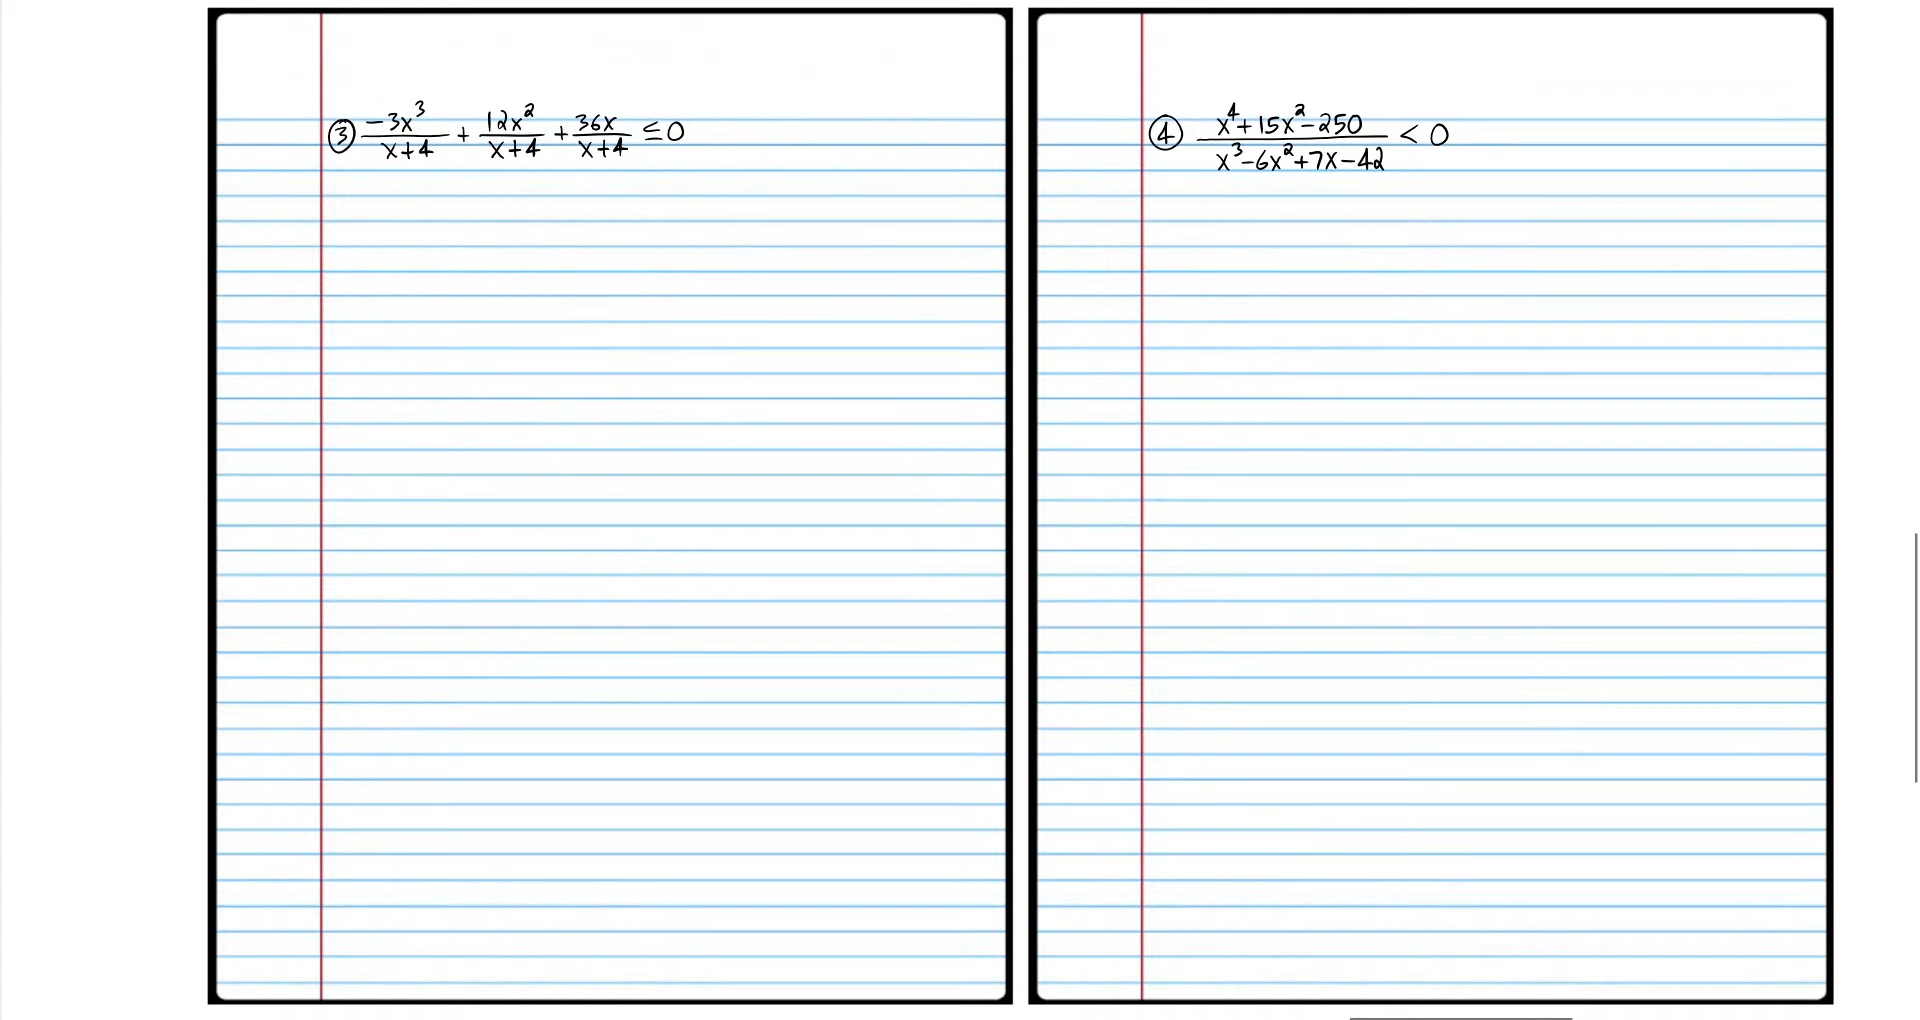 ③ -3x³/(x+4) + 12x²/(x+4) + 36x/(x+4) ≤ 0
④ (x⁴+15x²-250)/(x³-6x²+7x-42) < 0